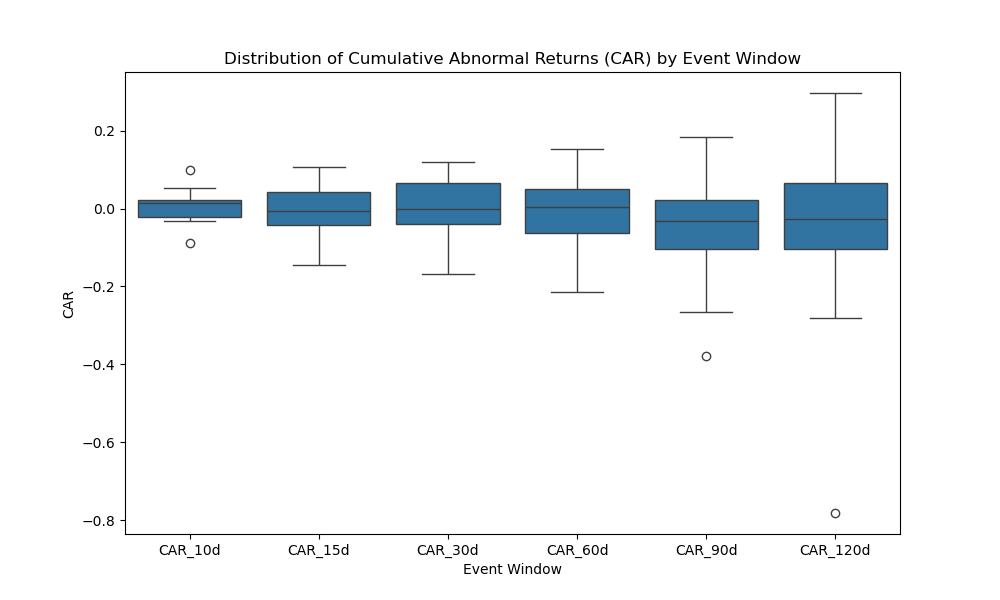 Distribution of Cumulative Abnormal Returns (CAR) by Event Window
0.2
0.0
−0.2
−0.4
−0.6
−0.8
CAR
CAR_10d CAR_15d CAR_30d CAR_60d CAR_90d CAR_120d
Event Window